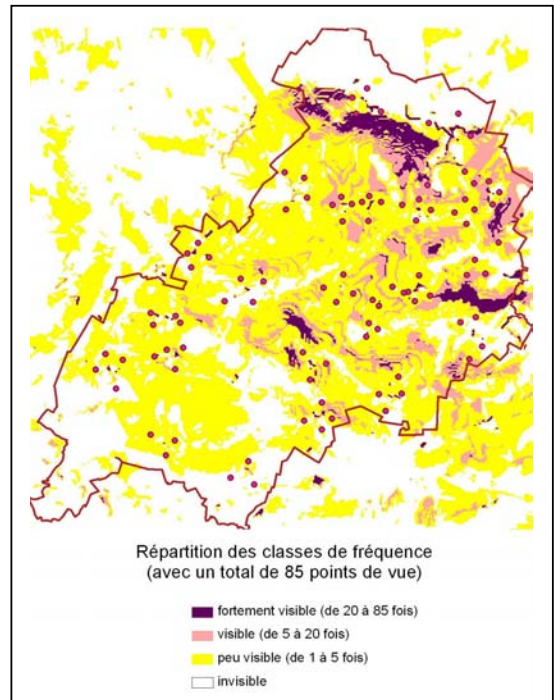 Répartition des classes de fréquence
(avec un total de 85 points de vue)
fortement visible (de 20 à 85 fois)
visible (de 5 à 20 fois)
peu visible (de 1 à 5 fois)
invisible